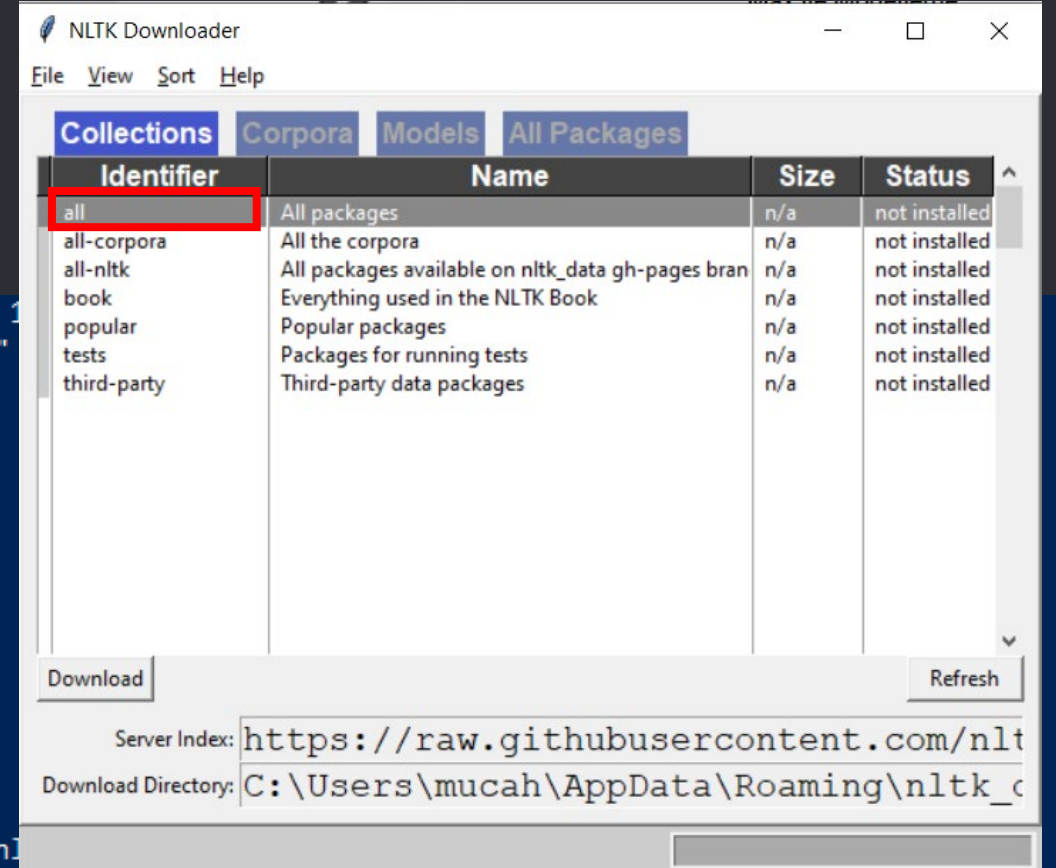 NLTK Downloader
File View Sort Help
Collections Corpora Models All Packages
Identifier Name Size Status
all All packages n/a not installed
all-corpora All the corpora n/a not installed
all-nltk All packages available on nltk_data gh-pages bran n/a not installed
book Everything used in the NLTK Book n/a not installed
popular Popular packages n/a not installed
tests Packages for running tests n/a not installed
third-party Third-party data packages n/a not installed
Download Refresh
Server Index: https://raw.githubusercontent.com/nlt
Download Directory: C:\Users\mucah\AppData\Roaming\nltk_d